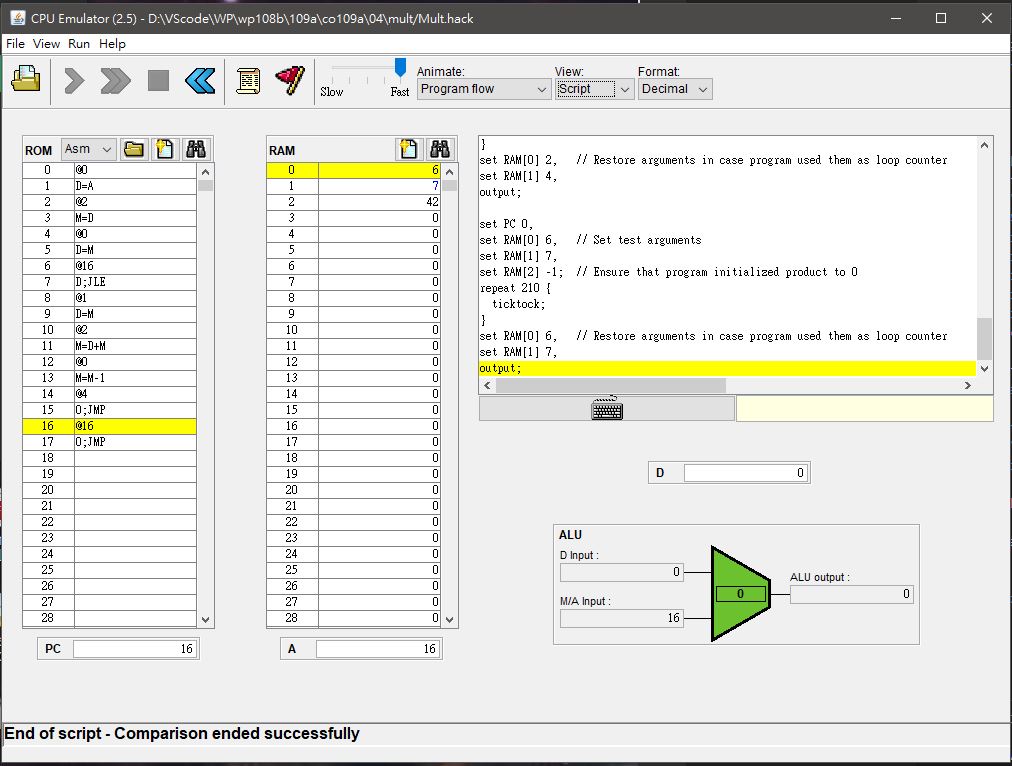 CPU Emulator (2.5) - D:\VScode\WP\wp108b\109a\co109a\04\mult/Mult.hack
File View Run Help
Slow Fast
Animate: View: Format:
Program flow Script Decimal
ROM Asm
0 @0
1 D=A
2 @2
3 M=D
4 @0
5 D=M
6 @16
7 D;JLE
8 @1
9 D=M
10 @2
11 M=D+M
12 @0
13 M=M-1
14 @4
15 0;JMP
16 @16
17 0;JMP
18
19
20
21
22
23
24
25
26
27
28
PC 16
RAM
0 6
1 7
2 42
3 0
4 0
5 0
6 0
7 0
8 0
9 0
10 0
11 0
12 0
13 0
14 0
15 0
16 0
17 0
18 0
19 0
20 0
21 0
22 0
23 0
24 0
25 0
26 0
27 0
28 0
A 16
}
set RAM[0] 2, // Restore arguments in case program used them as loop counter
set RAM[1] 4,
output;
set PC 0,
set RAM[0] 6, // Set test arguments
set RAM[1] 7,
set RAM[2] -1; // Ensure that program initialized product to 0
repeat 210 {
ticktock;
}
set RAM[0] 6, // Restore arguments in case program used them as loop counter
set RAM[1] 7,
output;
D 0
ALU
D Input :
0
M/A Input :
16
0
ALU output :
0
End of script - Comparison ended successfully